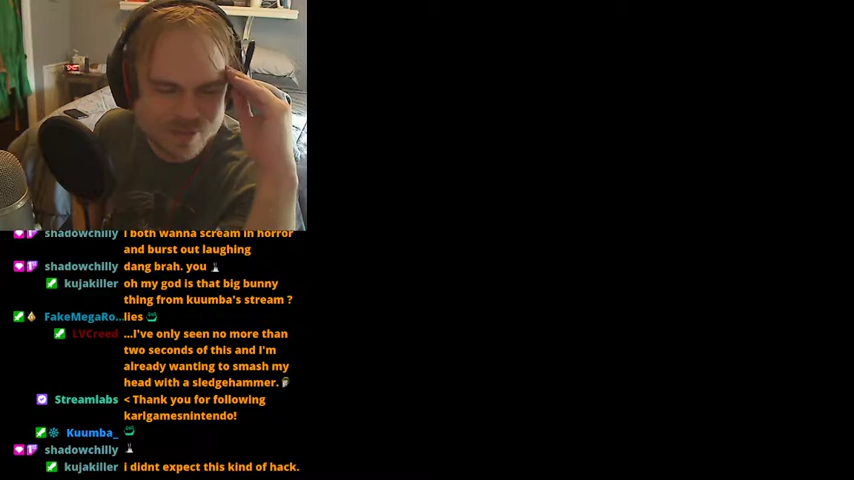 shadowchilly i both wanna scream in horror
and burst out laughing
shadowchilly dang brah. you
kujakiller oh my god is that big bunny
thing from kuumba's stream ?
FakeMegaRo... lies
LVCreed ...I've only seen no more than
two seconds of this and I'm
already wanting to smash my
head with a sledgehammer.
Streamlabs < Thank you for following
karlgamesnintendo!
Kuumba_
shadowchilly
kujakiller i didnt expect this kind of hack.